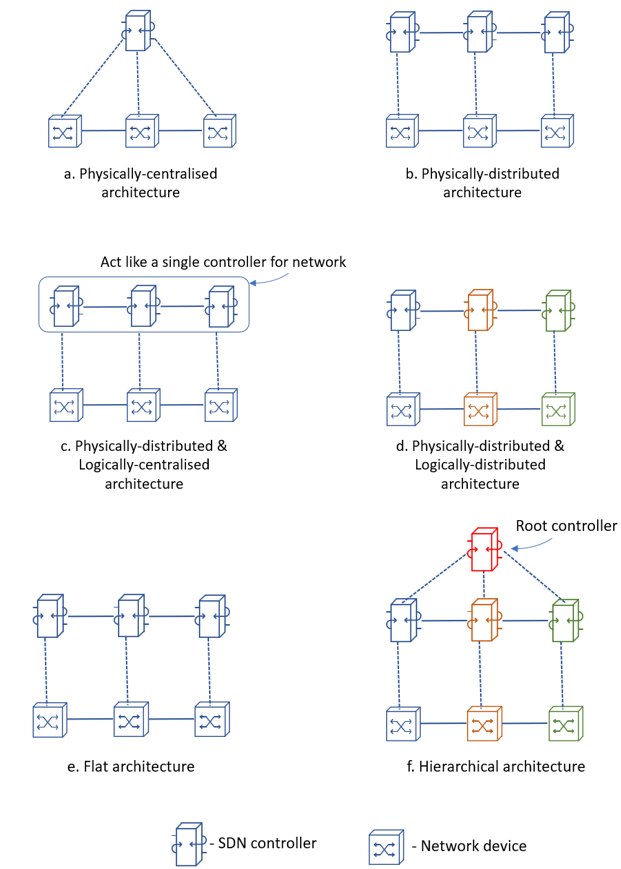 a. Physically-centralised
architecture
b. Physically-distributed
architecture
Act like a single controller for network
c. Physically-distributed &
Logically-centralised
architecture
d. Physically-distributed &
Logically-distributed
architecture
Root controller
e. Flat architecture
f. Hierarchical architecture
- SDN controller
- Network device